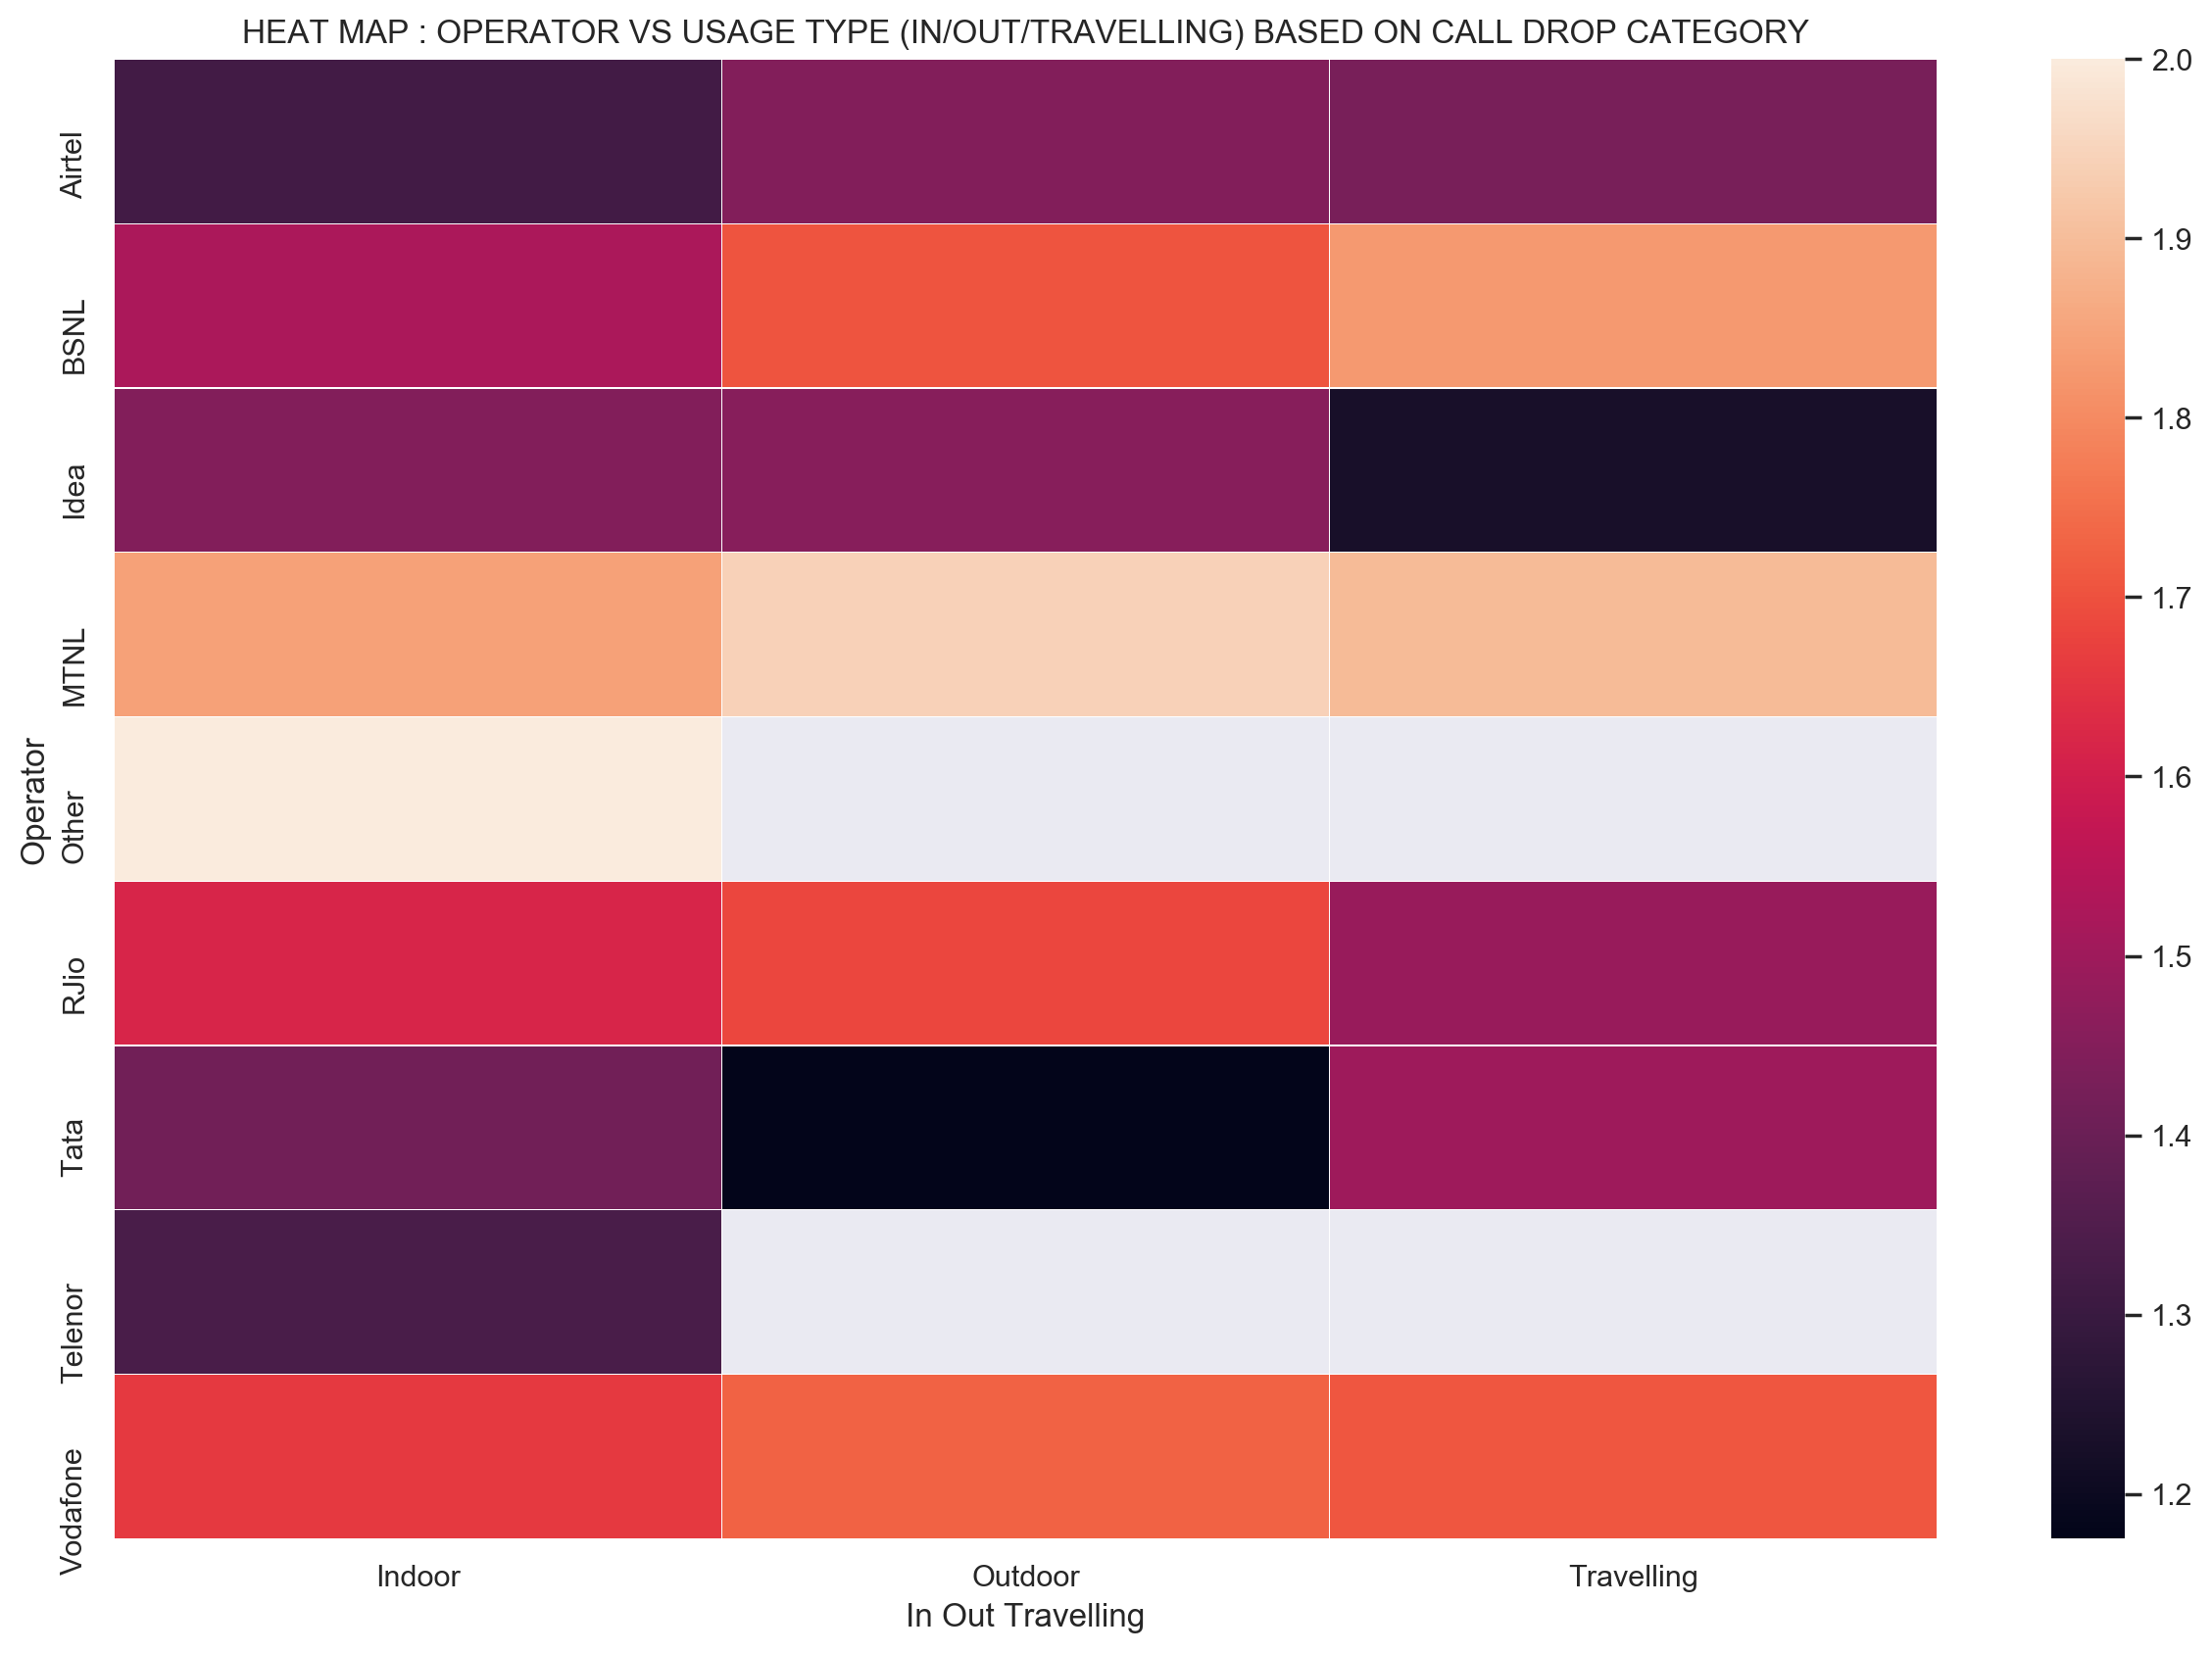 HEAT MAP : OPERATOR VS USAGE TYPE (IN/OUT/TRAVELLING) BASED ON CALL DROP CATEGORY
Operator
Airtel
BSNL
Idea
MTNL
Other
RJio
Tata
Telenor
Vodafone
Indoor
Outdoor
Travelling
In Out Travelling
2.0
1.9
1.8
1.7
1.6
1.5
1.4
1.3
1.2